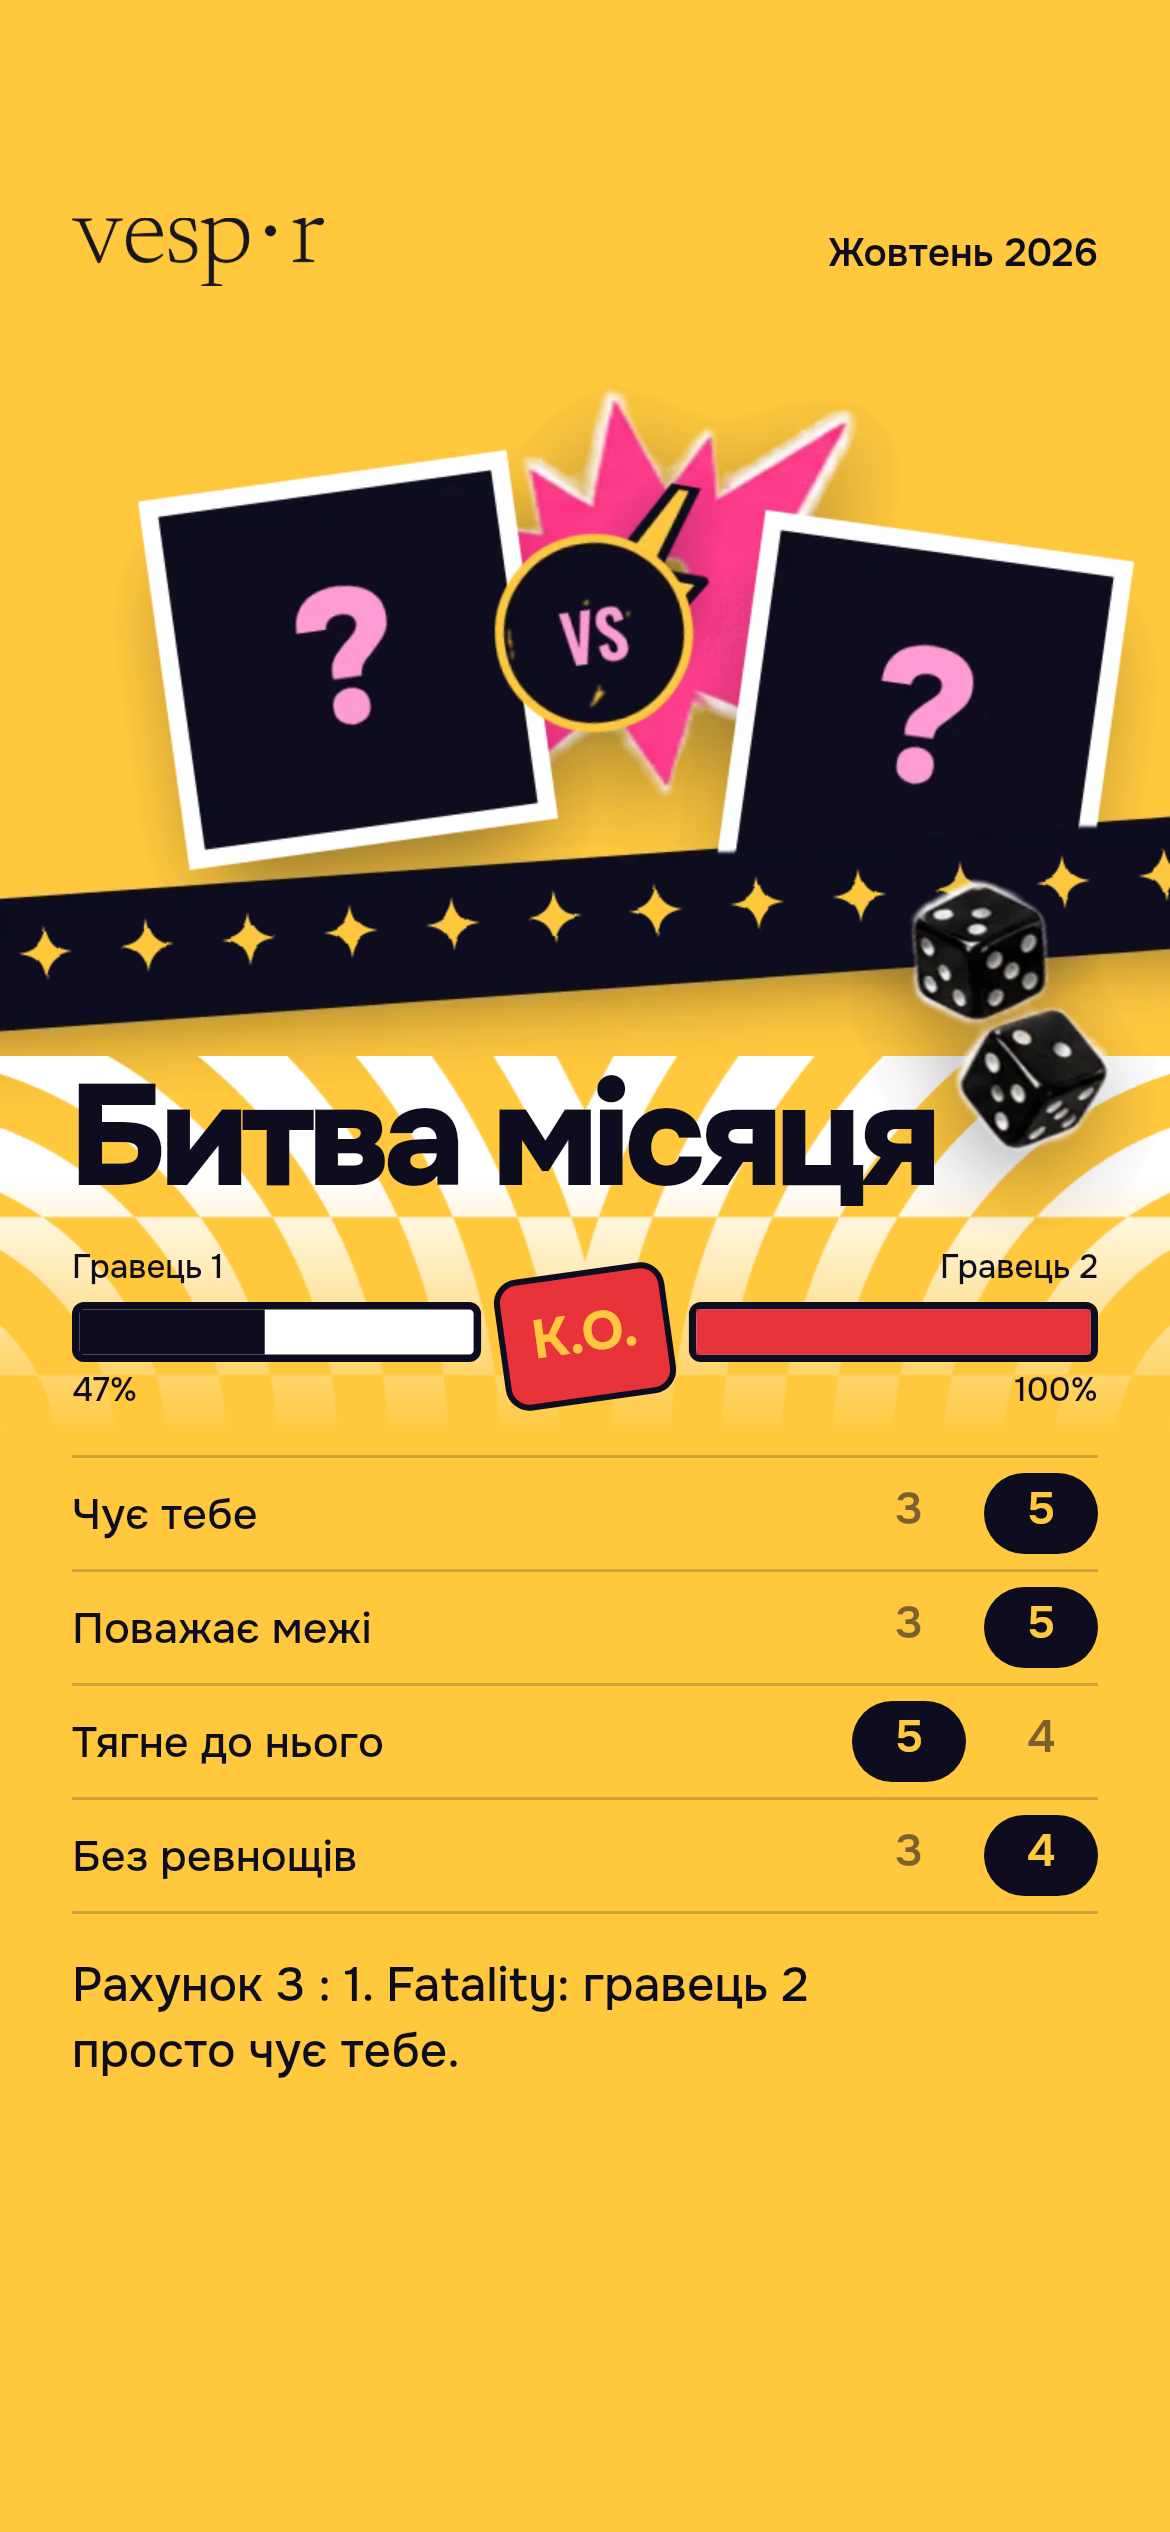 vesp·r
Жовтень 2026
?
VS
?
Битва місяця
Гравець 1
Гравець 2
К.О.
47%
100%
Чує тебе 3 5
Поважає межі 3 5
Тягне до нього 5 4
Без ревнощів 3 4
Рахунок 3 : 1. Fatality: гравець 2
просто чує тебе.